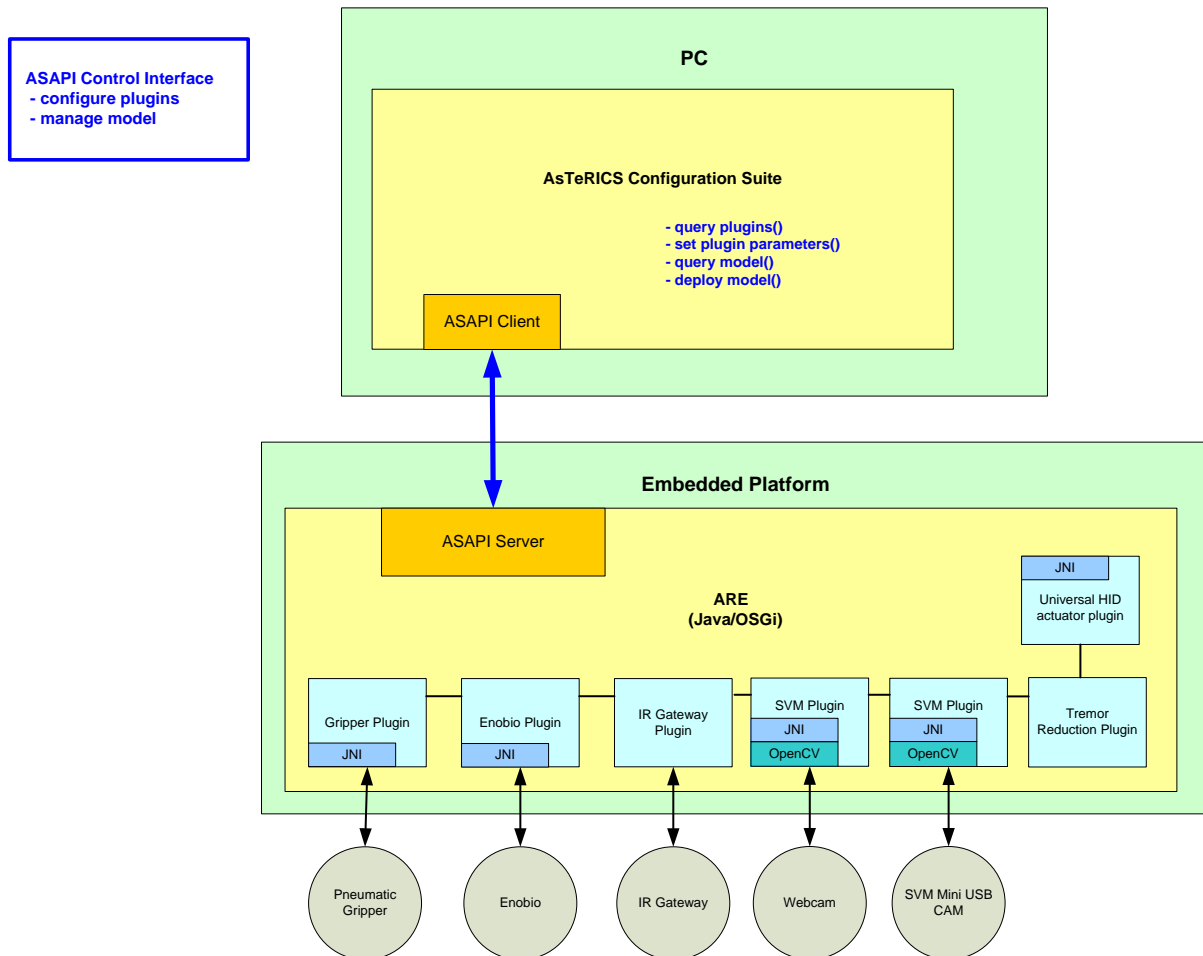 PC
ASAPI Control Interface
- configure plugins
- manage model
AsTeRICS Configuration Suite
- query plugins()
- set plugin parameters()
- query model()
- deploy model()
ASAPI Client
Embedded Platform
ASAPI Server
ARE
(Java/OSGi)
JNI
Universal HID
actuator plugin
Gripper Plugin
JNI
Enobio Plugin
JNI
IR Gateway
Plugin
SVM Plugin
JNI
OpenCV
SVM Plugin
JNI
OpenCV
Tremor
Reduction Plugin
Pneumatic
Gripper
Enobio
IR Gateway
Webcam
SVM Mini USB
CAM